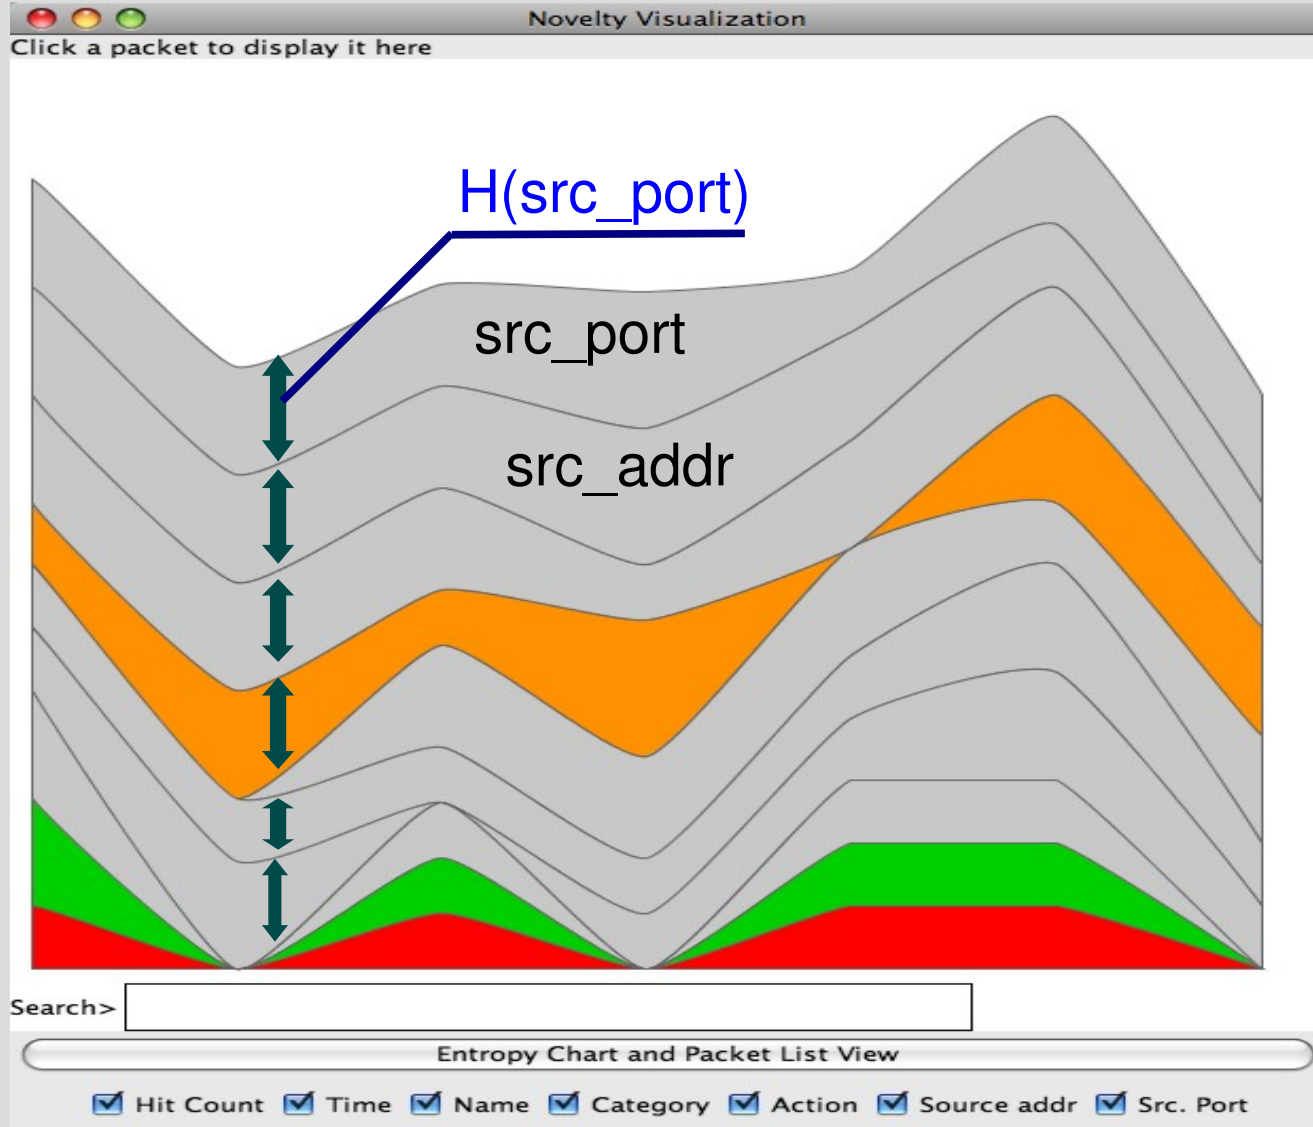 Novelty Visualization
Click a packet to display it here
H(src_port)
src_port
src_addr
Search>
Entropy Chart and Packet List View
Hit Count Time Name Category Action Source addr Src. Port